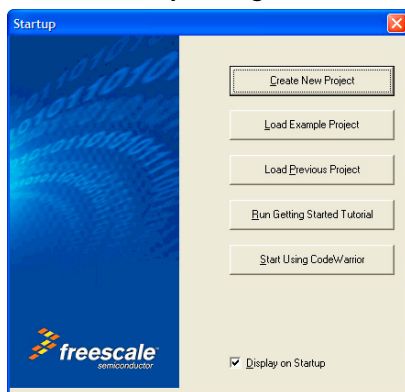 Startup
Create New Project
Load Example Project
Load Previous Project
Run Getting Started Tutorial
Start Using CodeWarrior
freescale™
semiconductor
Display on Startup